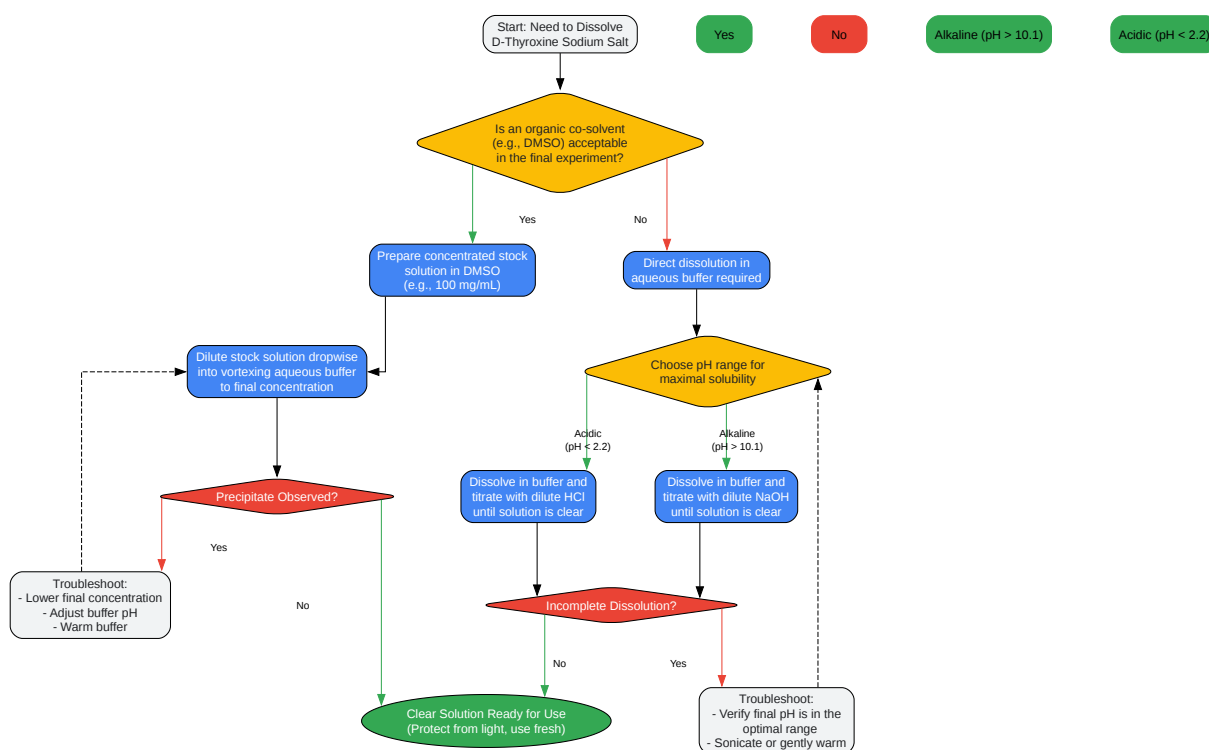 Start: Need to Dissolve
D-Thyroxine Sodium Salt
Yes
No
Alkaline (pH > 10.1)
Acidic (pH < 2.2)
Is an organic co-solvent
(e.g., DMSO) acceptable
in the final experiment?
Yes
No
Prepare concentrated stock
solution in DMSO
(e.g., 100 mg/mL)
Direct dissolution in
aqueous buffer required
Dilute stock solution dropwise
into vortexing aqueous buffer
to final concentration
Choose pH range for
maximal solubility
Acidic
(pH < 2.2)
Alkaline
(pH > 10.1)
Precipitate Observed?
Dissolve in buffer and
titrate with dilute HCl
until solution is clear
Dissolve in buffer and
titrate with dilute NaOH
until solution is clear
Yes
No
Troubleshoot:
- Lower final concentration
- Adjust buffer pH
- Warm buffer
Incomplete Dissolution?
No
Yes
Clear Solution Ready for Use
(Protect from light, use fresh)
Troubleshoot:
- Verify final pH is in the
optimal range
- Sonicate or gently warm